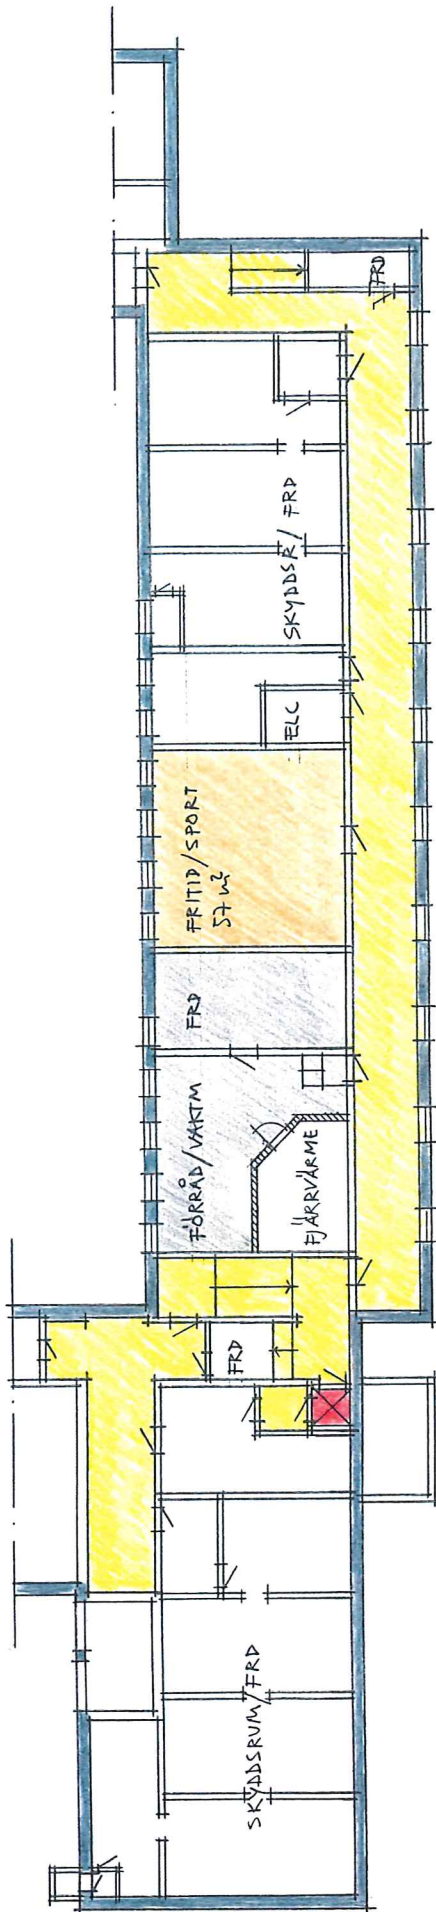 FRD
SKYDDSR/FRD
ELC
FRITID/SPORT
57 m²
FRD
FÖRRÅD/VAKTM
FJÄRRVÄRME
FRD
SKYDDSRUM/FRD